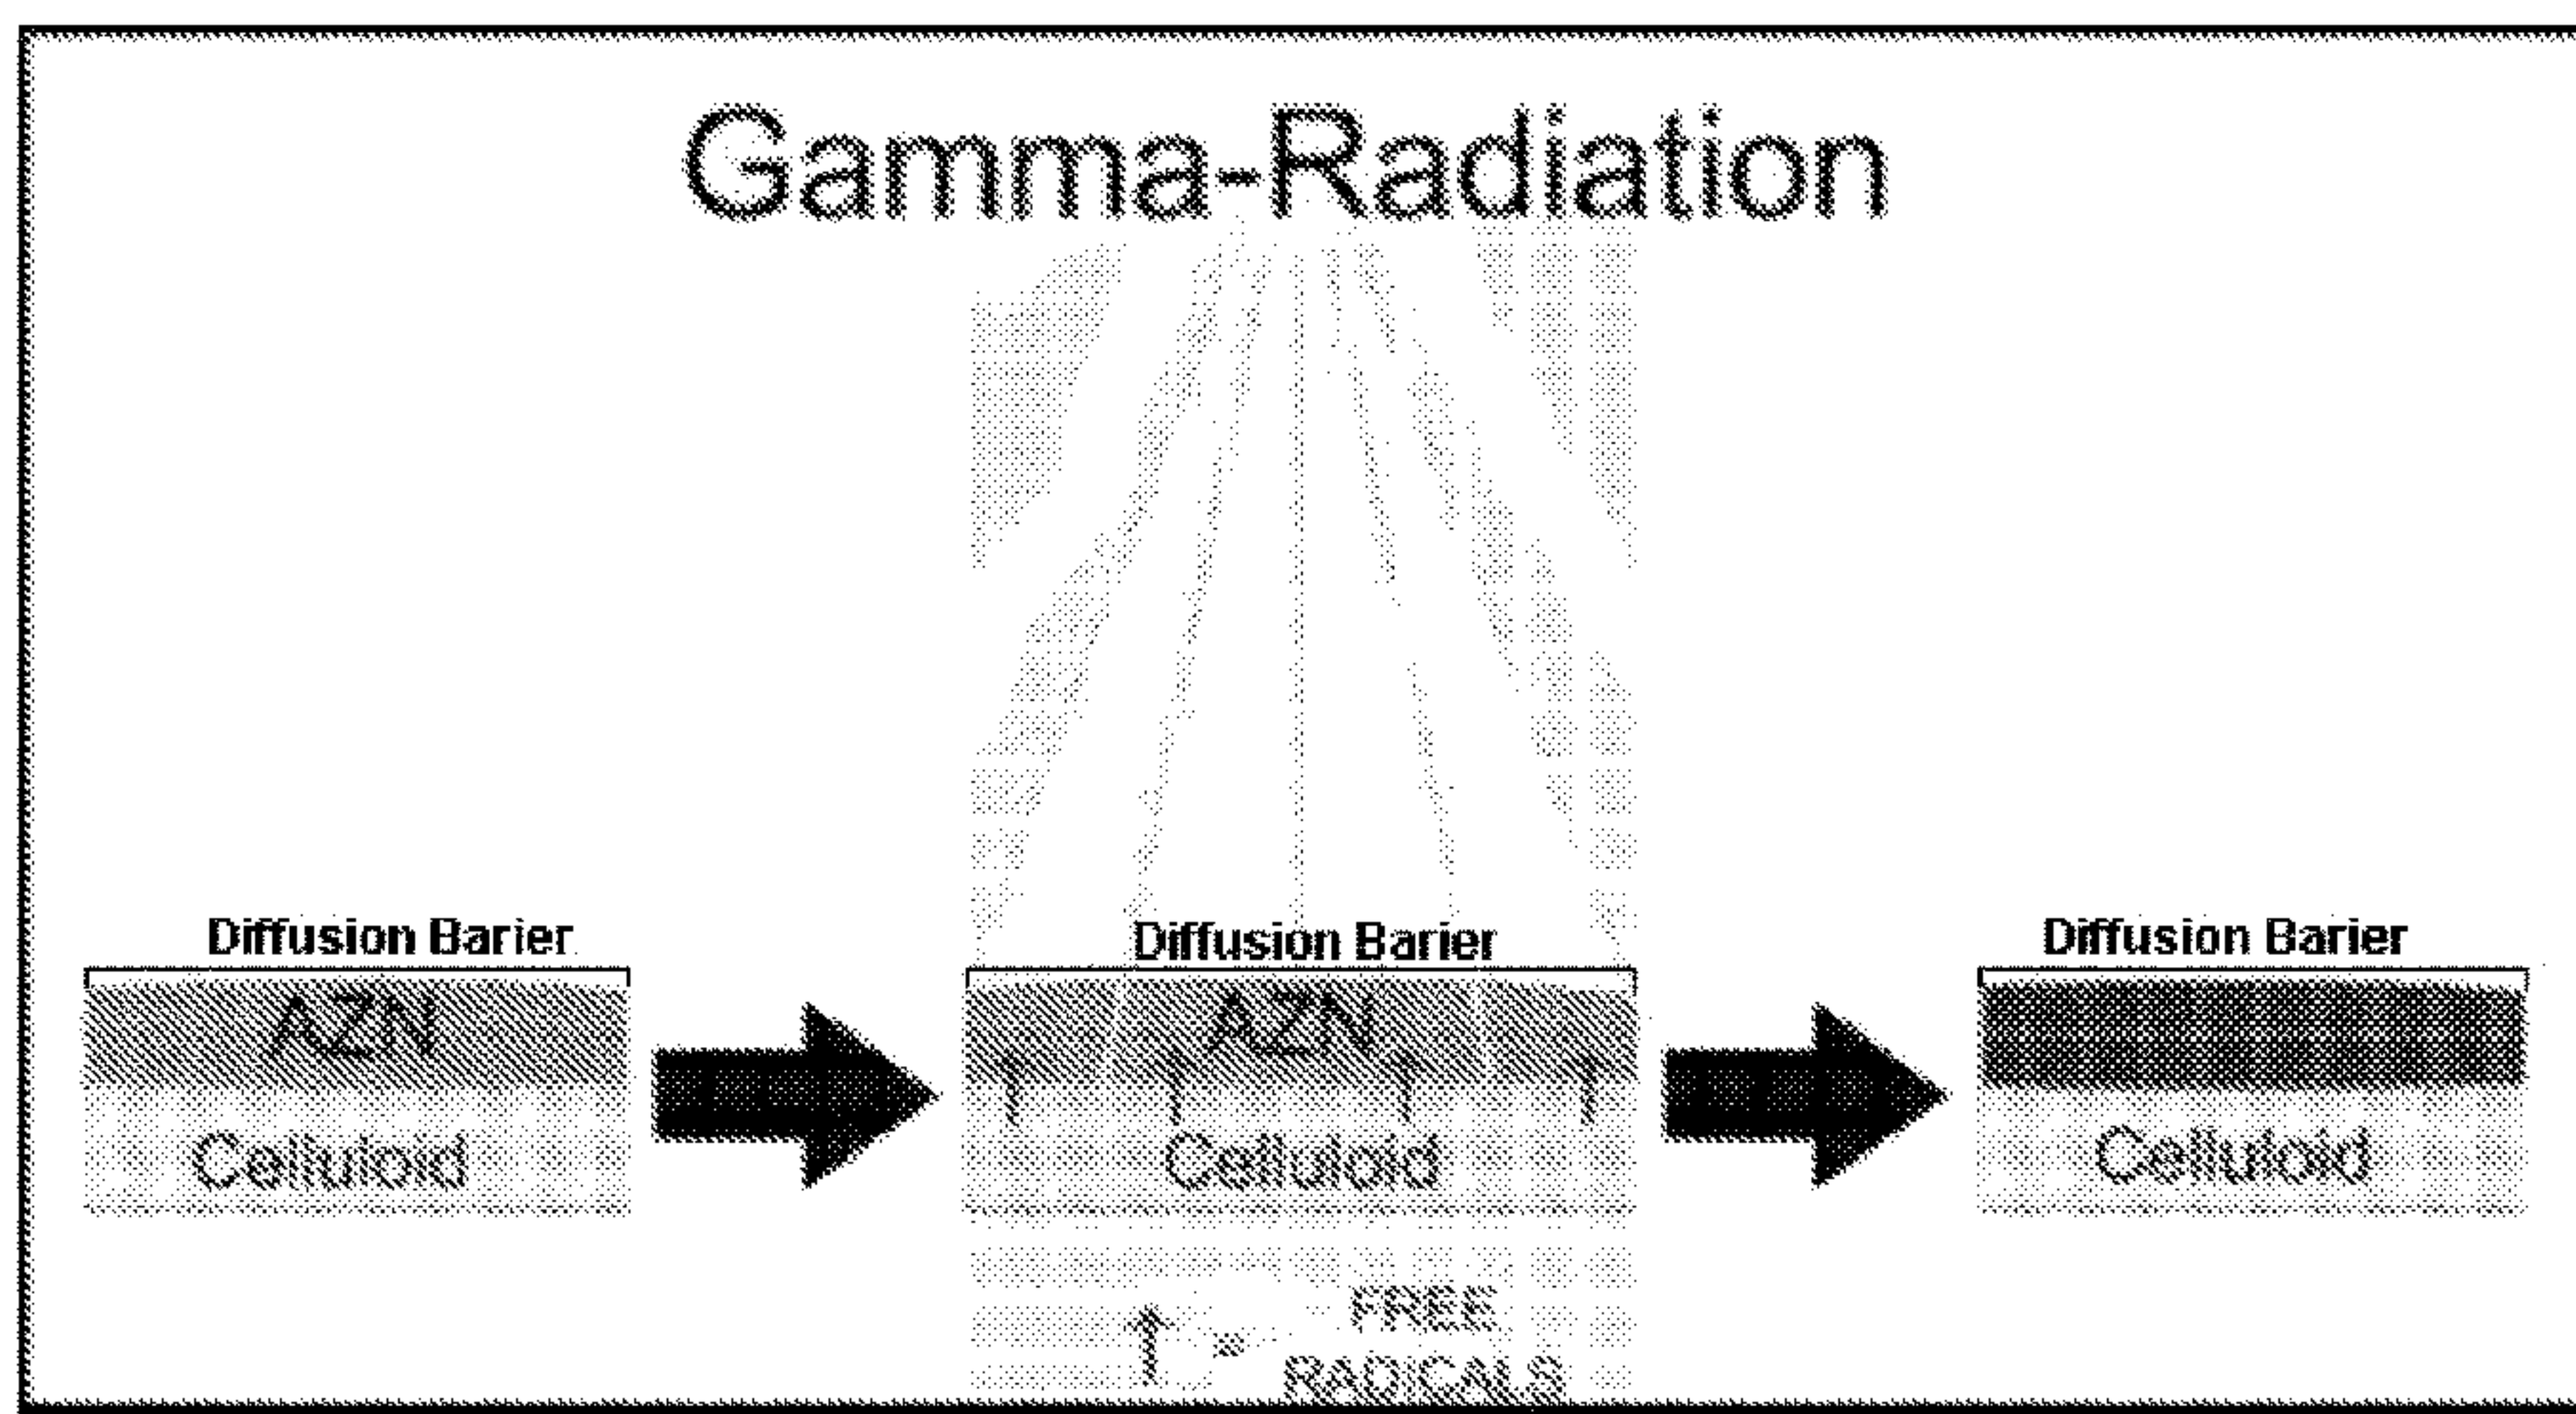 Gamma-Radiation
Diffusion Barier
AZN
Celluloid
Diffusion Barier
AZN
Celluloid
↑ = FREE
RADICALS
Diffusion Barier
Celluloid